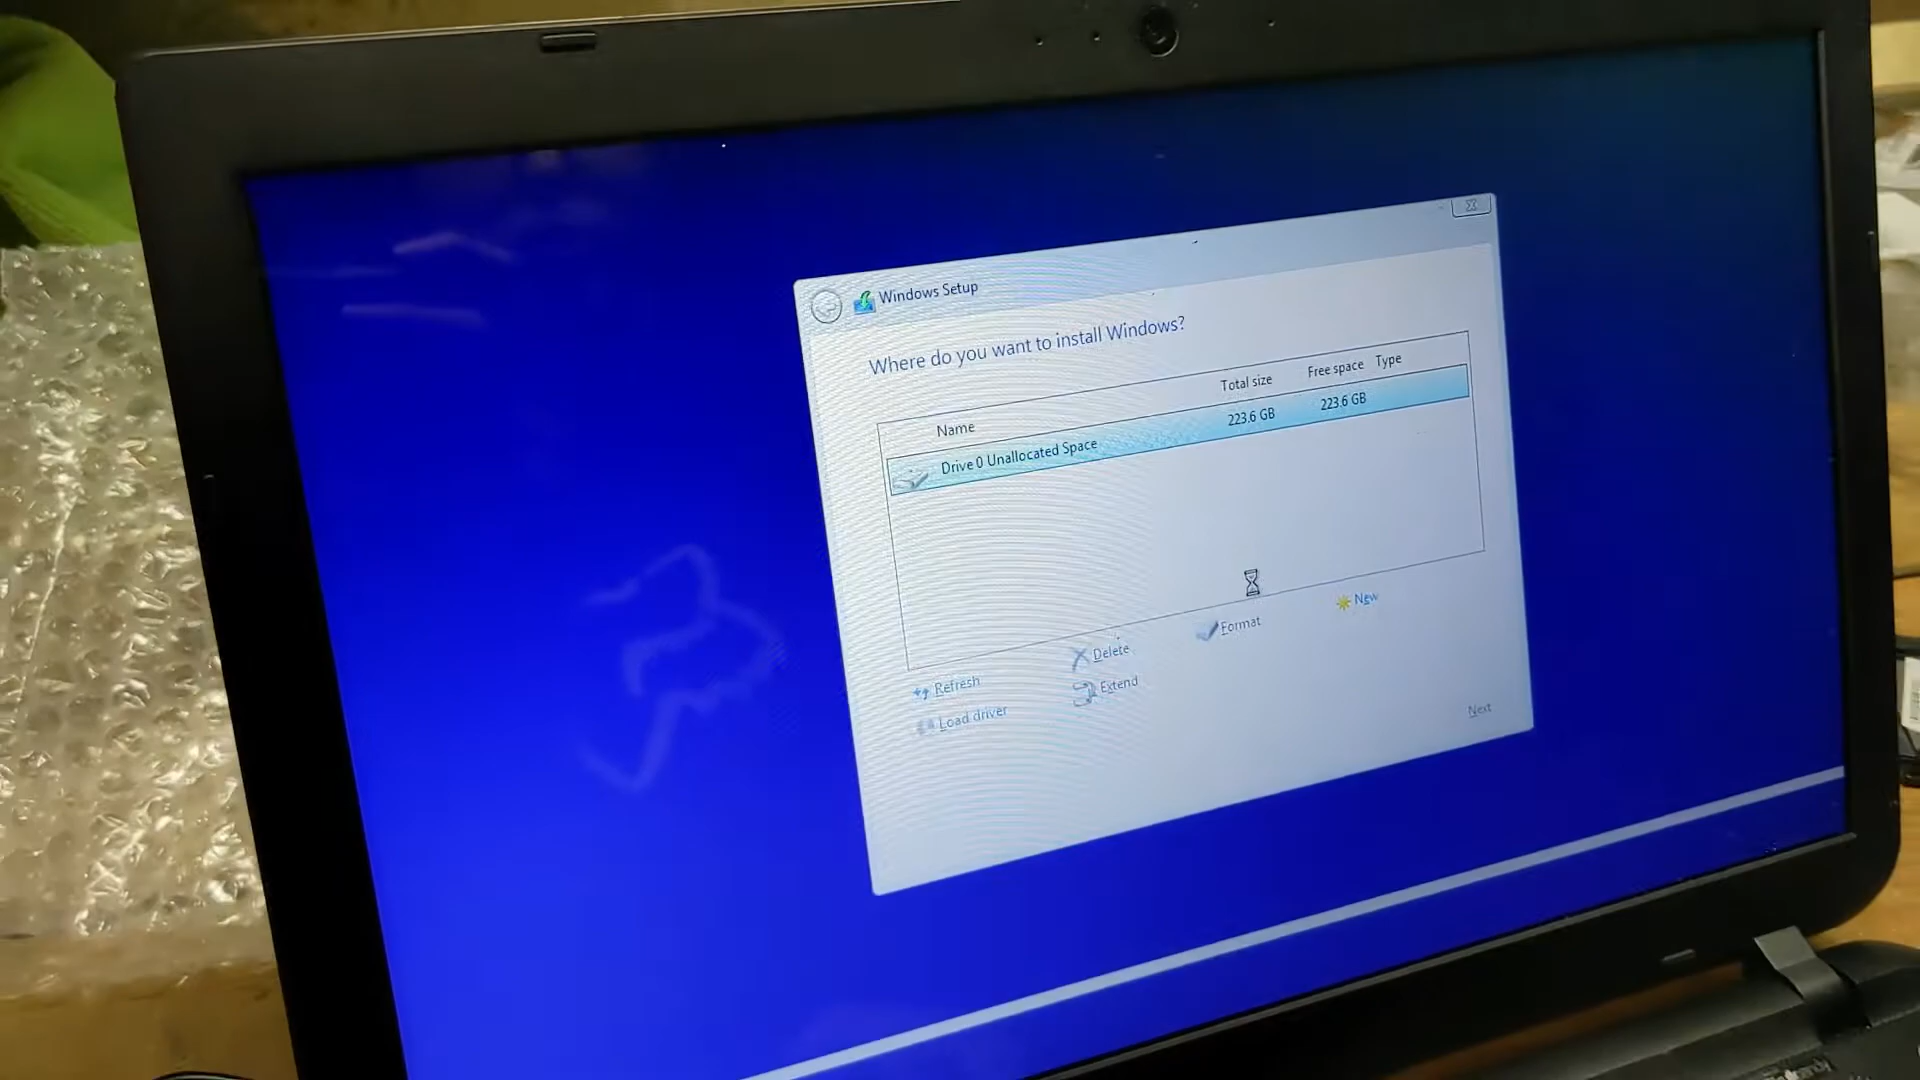 Windows Setup
Where do you want to install Windows?
Name Total size Free space Type
Drive 0 Unallocated Space 223.6 GB 223.6 GB
Refresh Delete Format New
Load driver Extend
Next